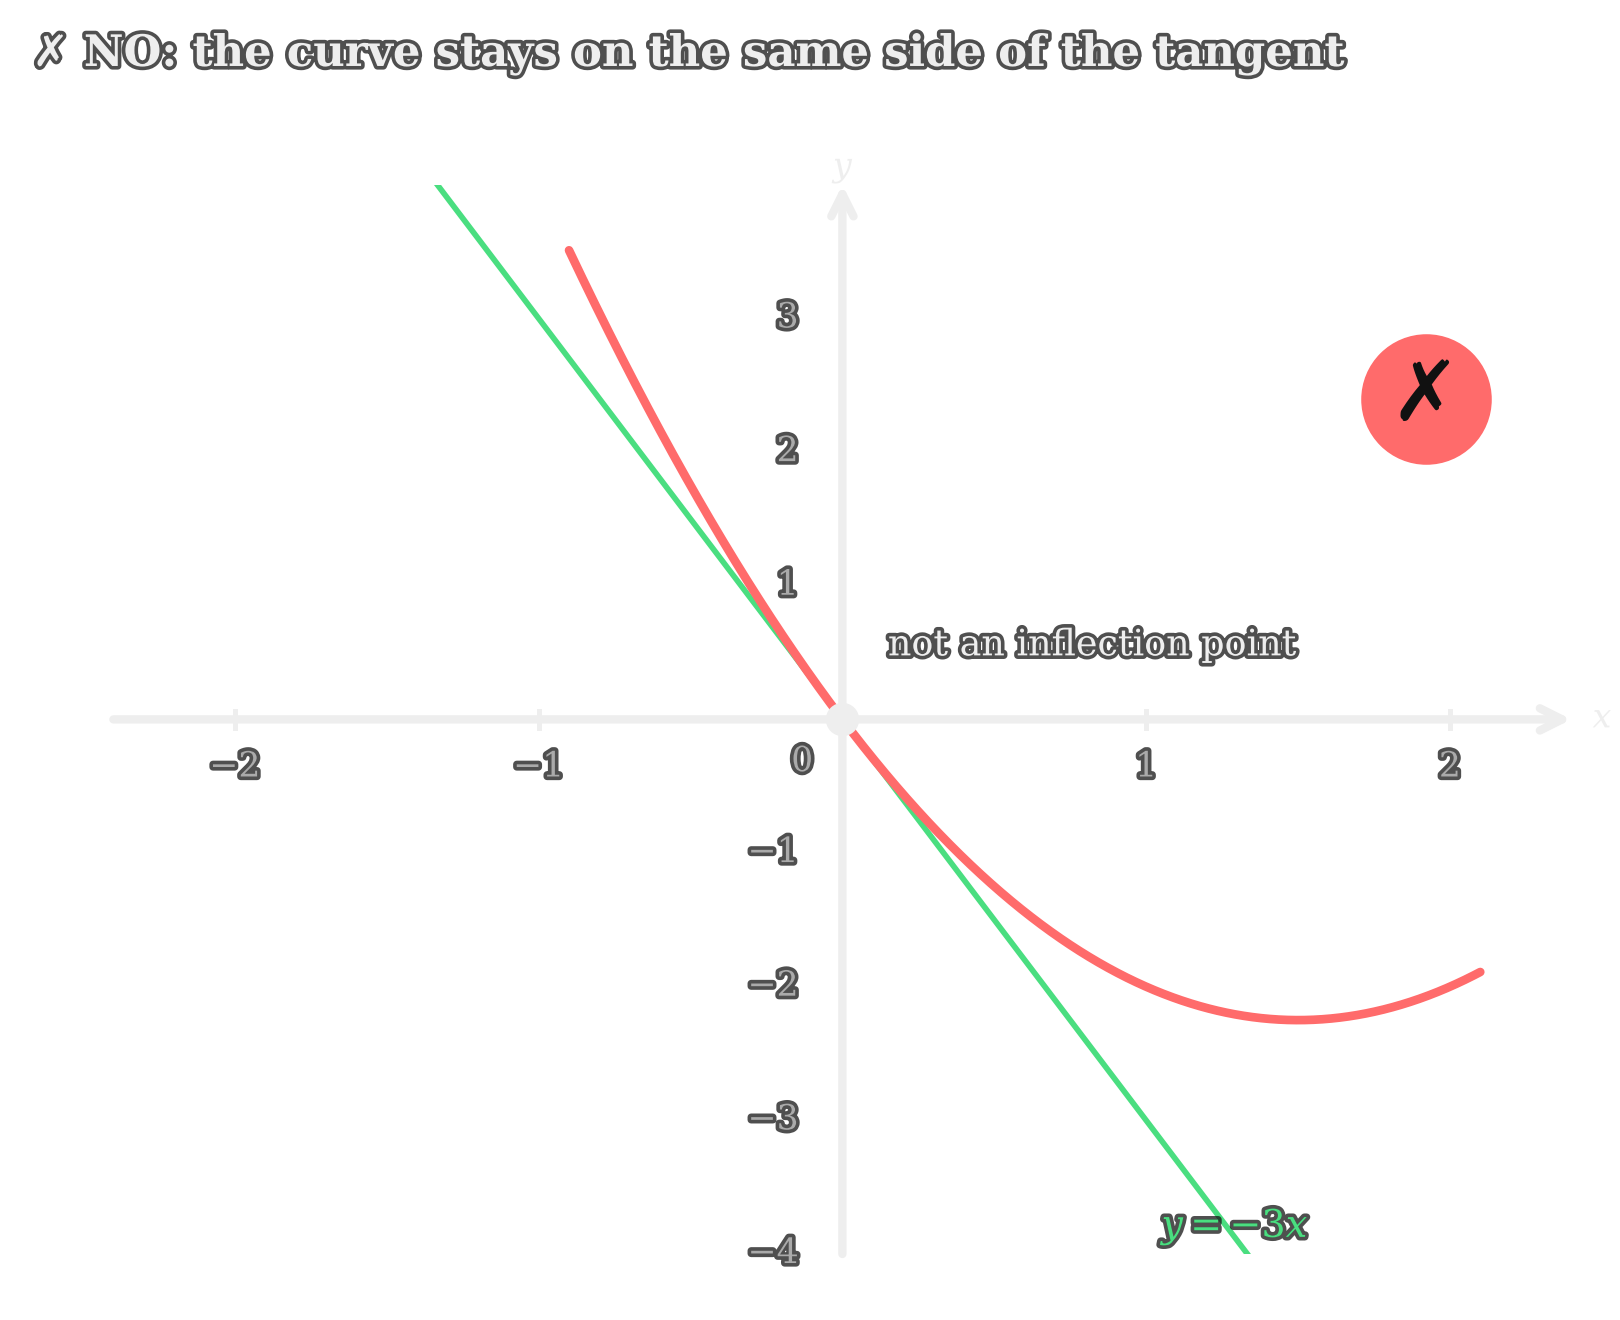 ✗ NO: the curve stays on the same side of the tangent
y
3
2
✗
1
not an inflection point
x
−2 −1 0 1 2
−1
−2
−3
y = −3x
−4